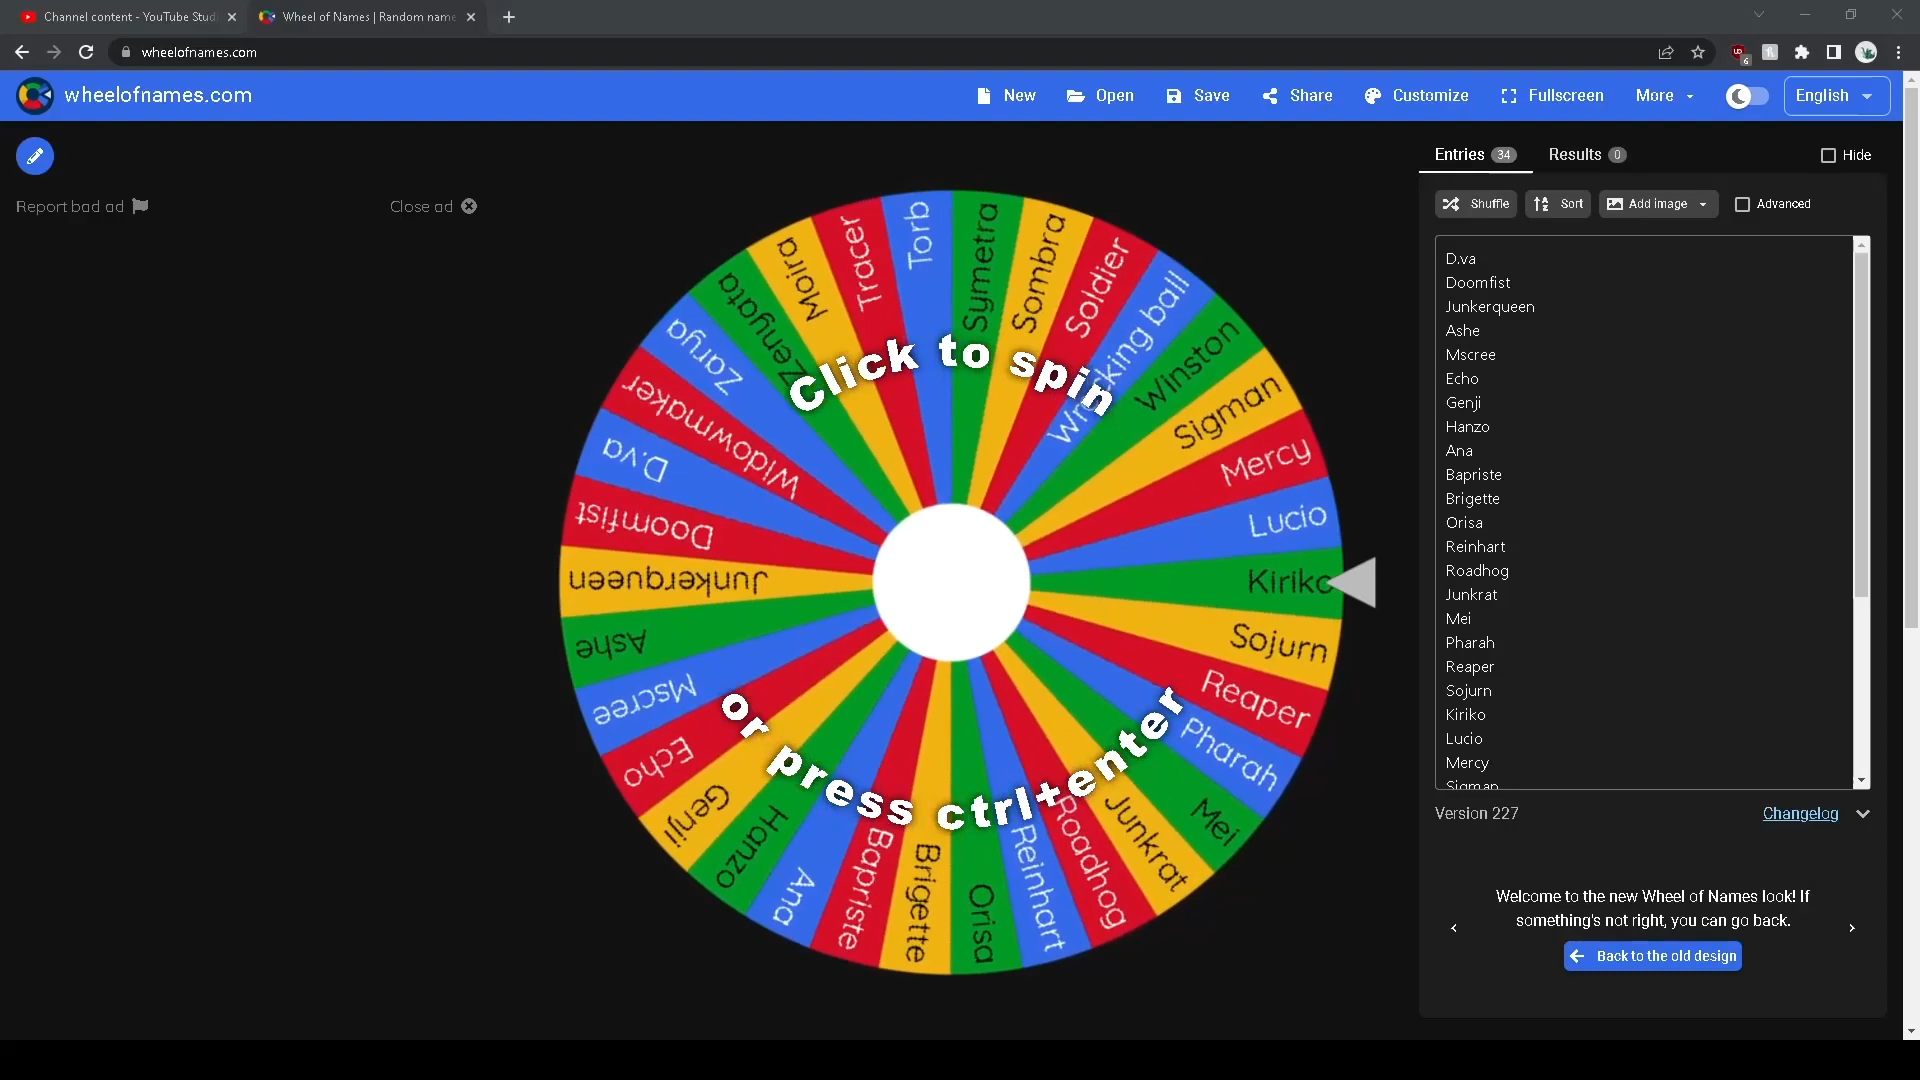 Channel content - YouTube Stud
Wheel of Names | Random name
wheelofnames.com
6
wheelofnames.com
New
Open
Save
Share
Customize
Fullscreen
More
English
Report bad ad
Close ad
Entries 34
Results 0
Hide
Shuffle
Sort
Add image
Advanced
D.va
Doomfist
Junkerqueen
Ashe
Mscree
Echo
Genji
Hanzo
Ana
Bapriste
Brigette
Orisa
Reinhart
Roadhog
Junkrat
Mei
Pharah
Reaper
Sojurn
Kiriko
Lucio
Mercy
Sigman
Version 227
Changelog
Welcome to the new Wheel of Names look! If
something's not right, you can go back.
Back to the old design
Click to spin
or press ctrl+enter
Torb
Symetra
Sombra
Soldier
Wrecking ball
Winston
Sigman
Mercy
Lucio
Kiriko
Sojurn
Reaper
Pharah
Mei
Junkrat
Roadhog
Reinhart
Orisa
Brigette
Bapriste
Ana
Hanzo
Genji
Echo
Mscree
Ashe
Junkerqueen
Doomfist
D.va
Widowmaker
Zarya
Zenyata
Moira
Tracer